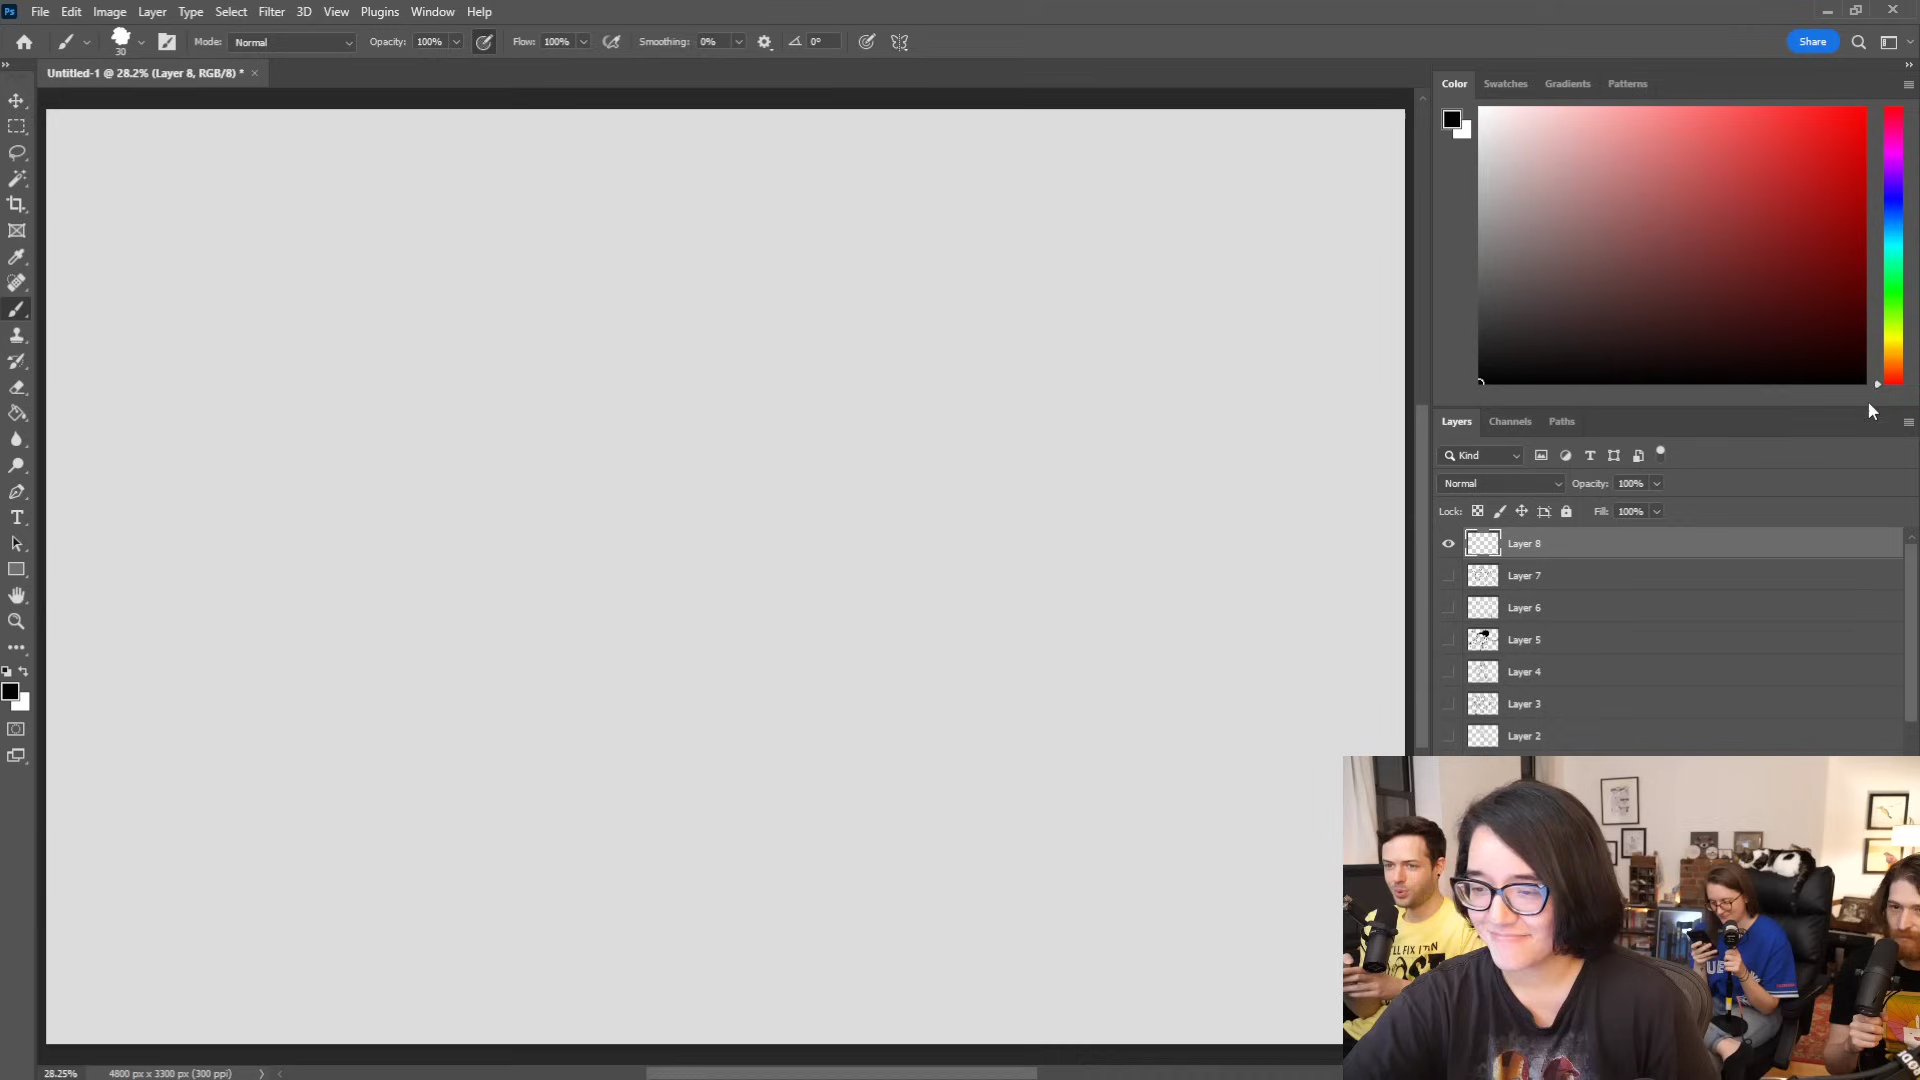 Ps File Edit Image Layer Type Select Filter 3D View Plugins Window Help
30 Mode: Normal Opacity: 100% Flow: 100% Smoothing: 0% 0° Share
Untitled-1 @ 28.2% (Layer 8, RGB/8) *
Color Swatches Gradients Patterns
Layers Channels Paths
Kind
Normal Opacity: 100%
Lock: Fill: 100%
Layer 8
Layer 7
Layer 6
Layer 5
Layer 4
Layer 3
Layer 2
28.25% 4800 px x 3300 px (300 ppi)